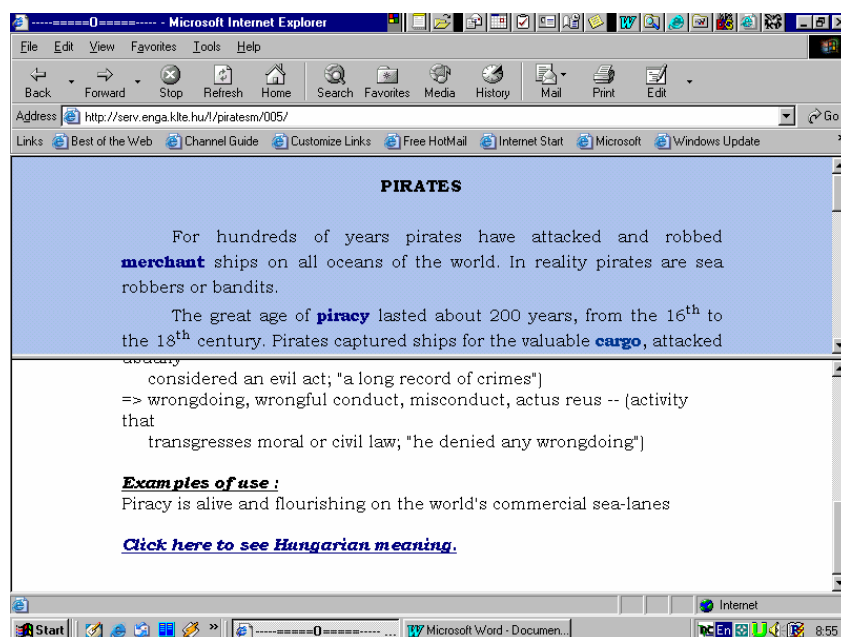 -----=====0=====----- - Microsoft Internet Explorer
File Edit View Favorites Tools Help
Back Forward Stop Refresh Home Search Favorites Media History Mail Print Edit
Address http://serv.enga.klte.hu/!/piratesm/005/ Go
Links Best of the Web Channel Guide Customize Links Free HotMail Internet Start Microsoft Windows Update
PIRATES
For hundreds of years pirates have attacked and robbed
merchant ships on all oceans of the world. In reality pirates are sea
robbers or bandits.
The great age of piracy lasted about 200 years, from the 16th to
the 18th century. Pirates captured ships for the valuable cargo, attacked
usually
considered an evil act; "a long record of crimes")
=> wrongdoing, wrongful conduct, misconduct, actus reus -- (activity
that
transgresses moral or civil law; "he denied any wrongdoing")
Examples of use :
Piracy is alive and flourishing on the world's commercial sea-lanes
Click here to see Hungarian meaning.
Internet
Start » -----=====0=====----- ... Microsoft Word - Documen... En 8:55